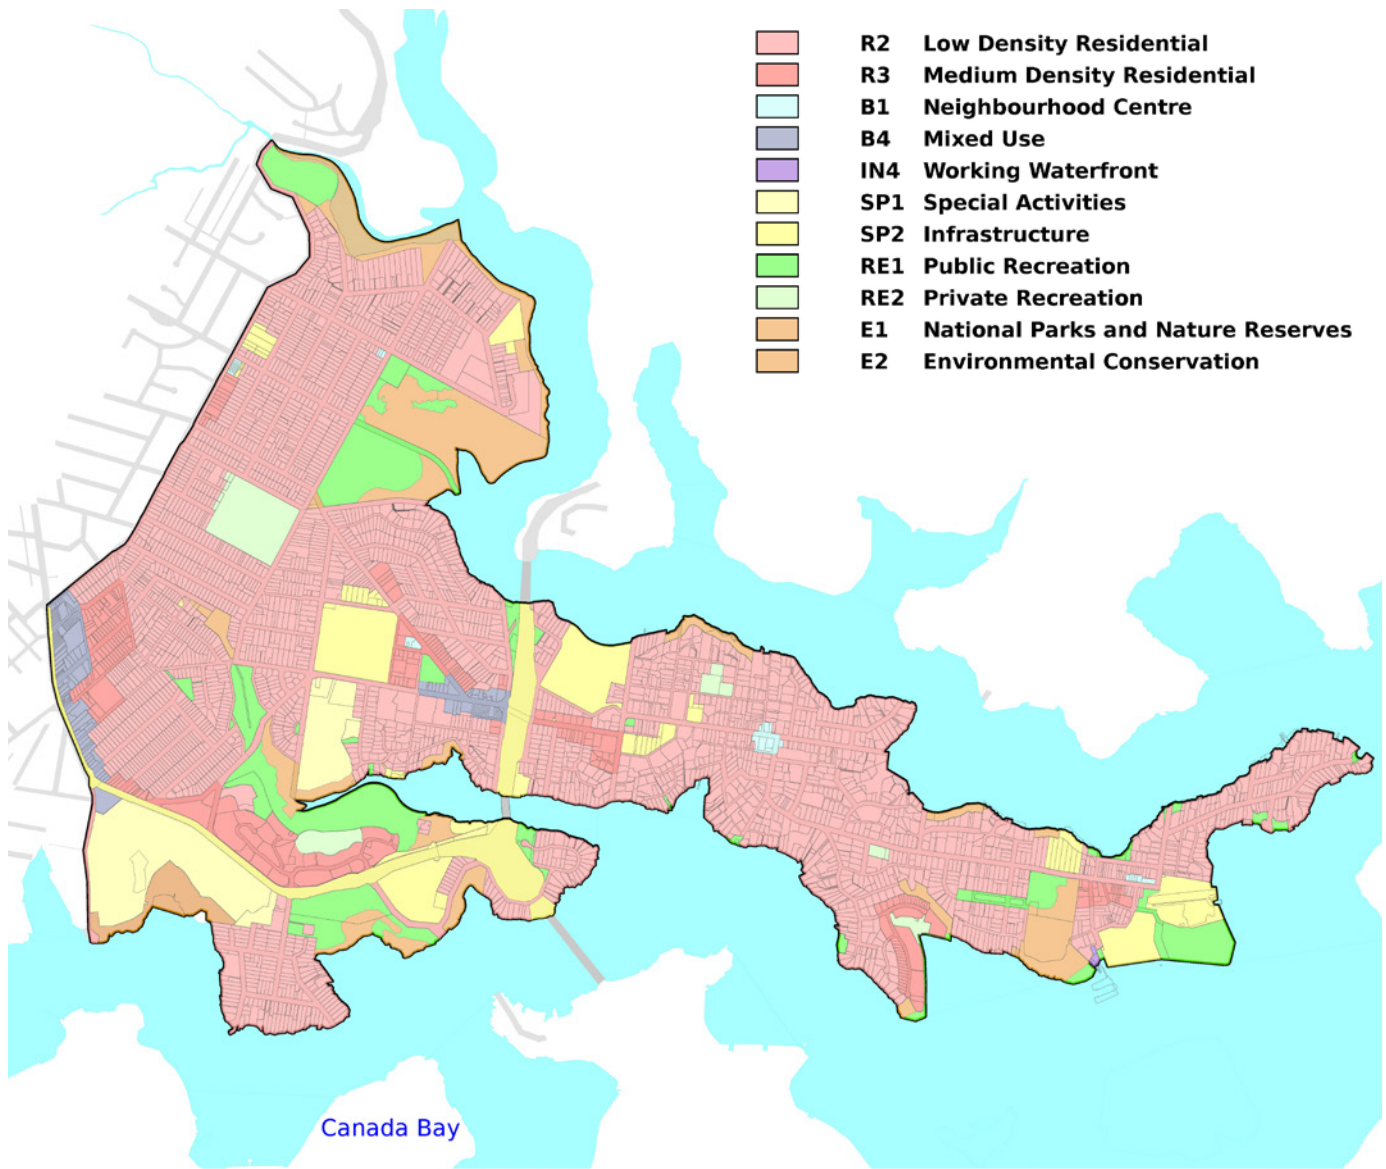 R2 Low Density Residential
R3 Medium Density Residential
B1 Neighbourhood Centre
B4 Mixed Use
IN4 Working Waterfront
SP1 Special Activities
SP2 Infrastructure
RE1 Public Recreation
RE2 Private Recreation
E1 National Parks and Nature Reserves
E2 Environmental Conservation
Canada Bay